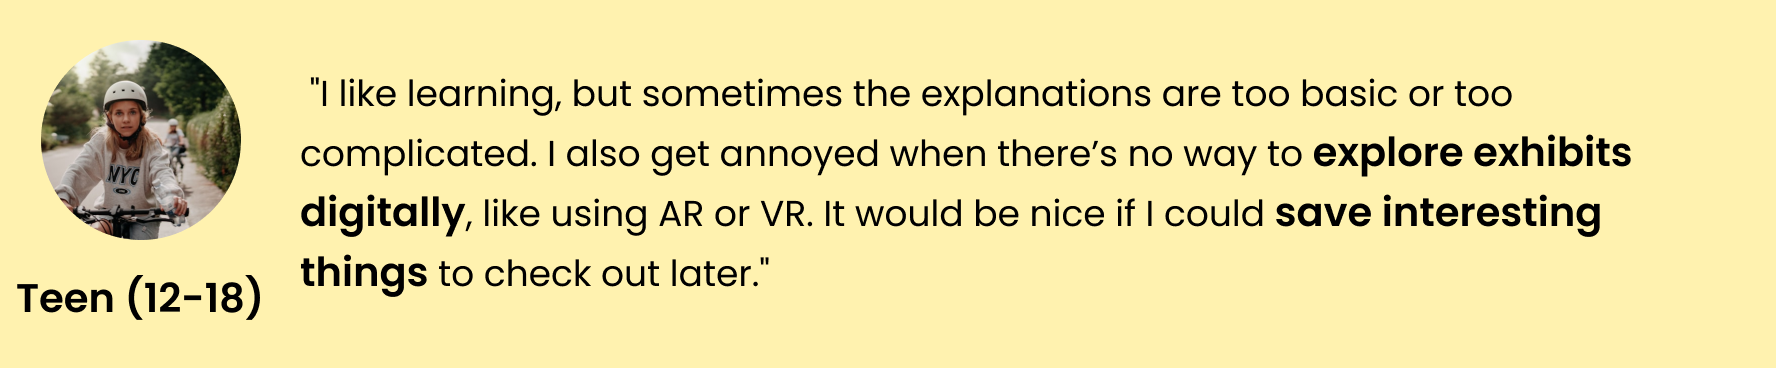 "I like learning, but sometimes the explanations are too basic or too
complicated. I also get annoyed when there’s no way to explore exhibits
digitally, like using AR or VR. It would be nice if I could save interesting
things to check out later."
NYC
Teen (12-18)